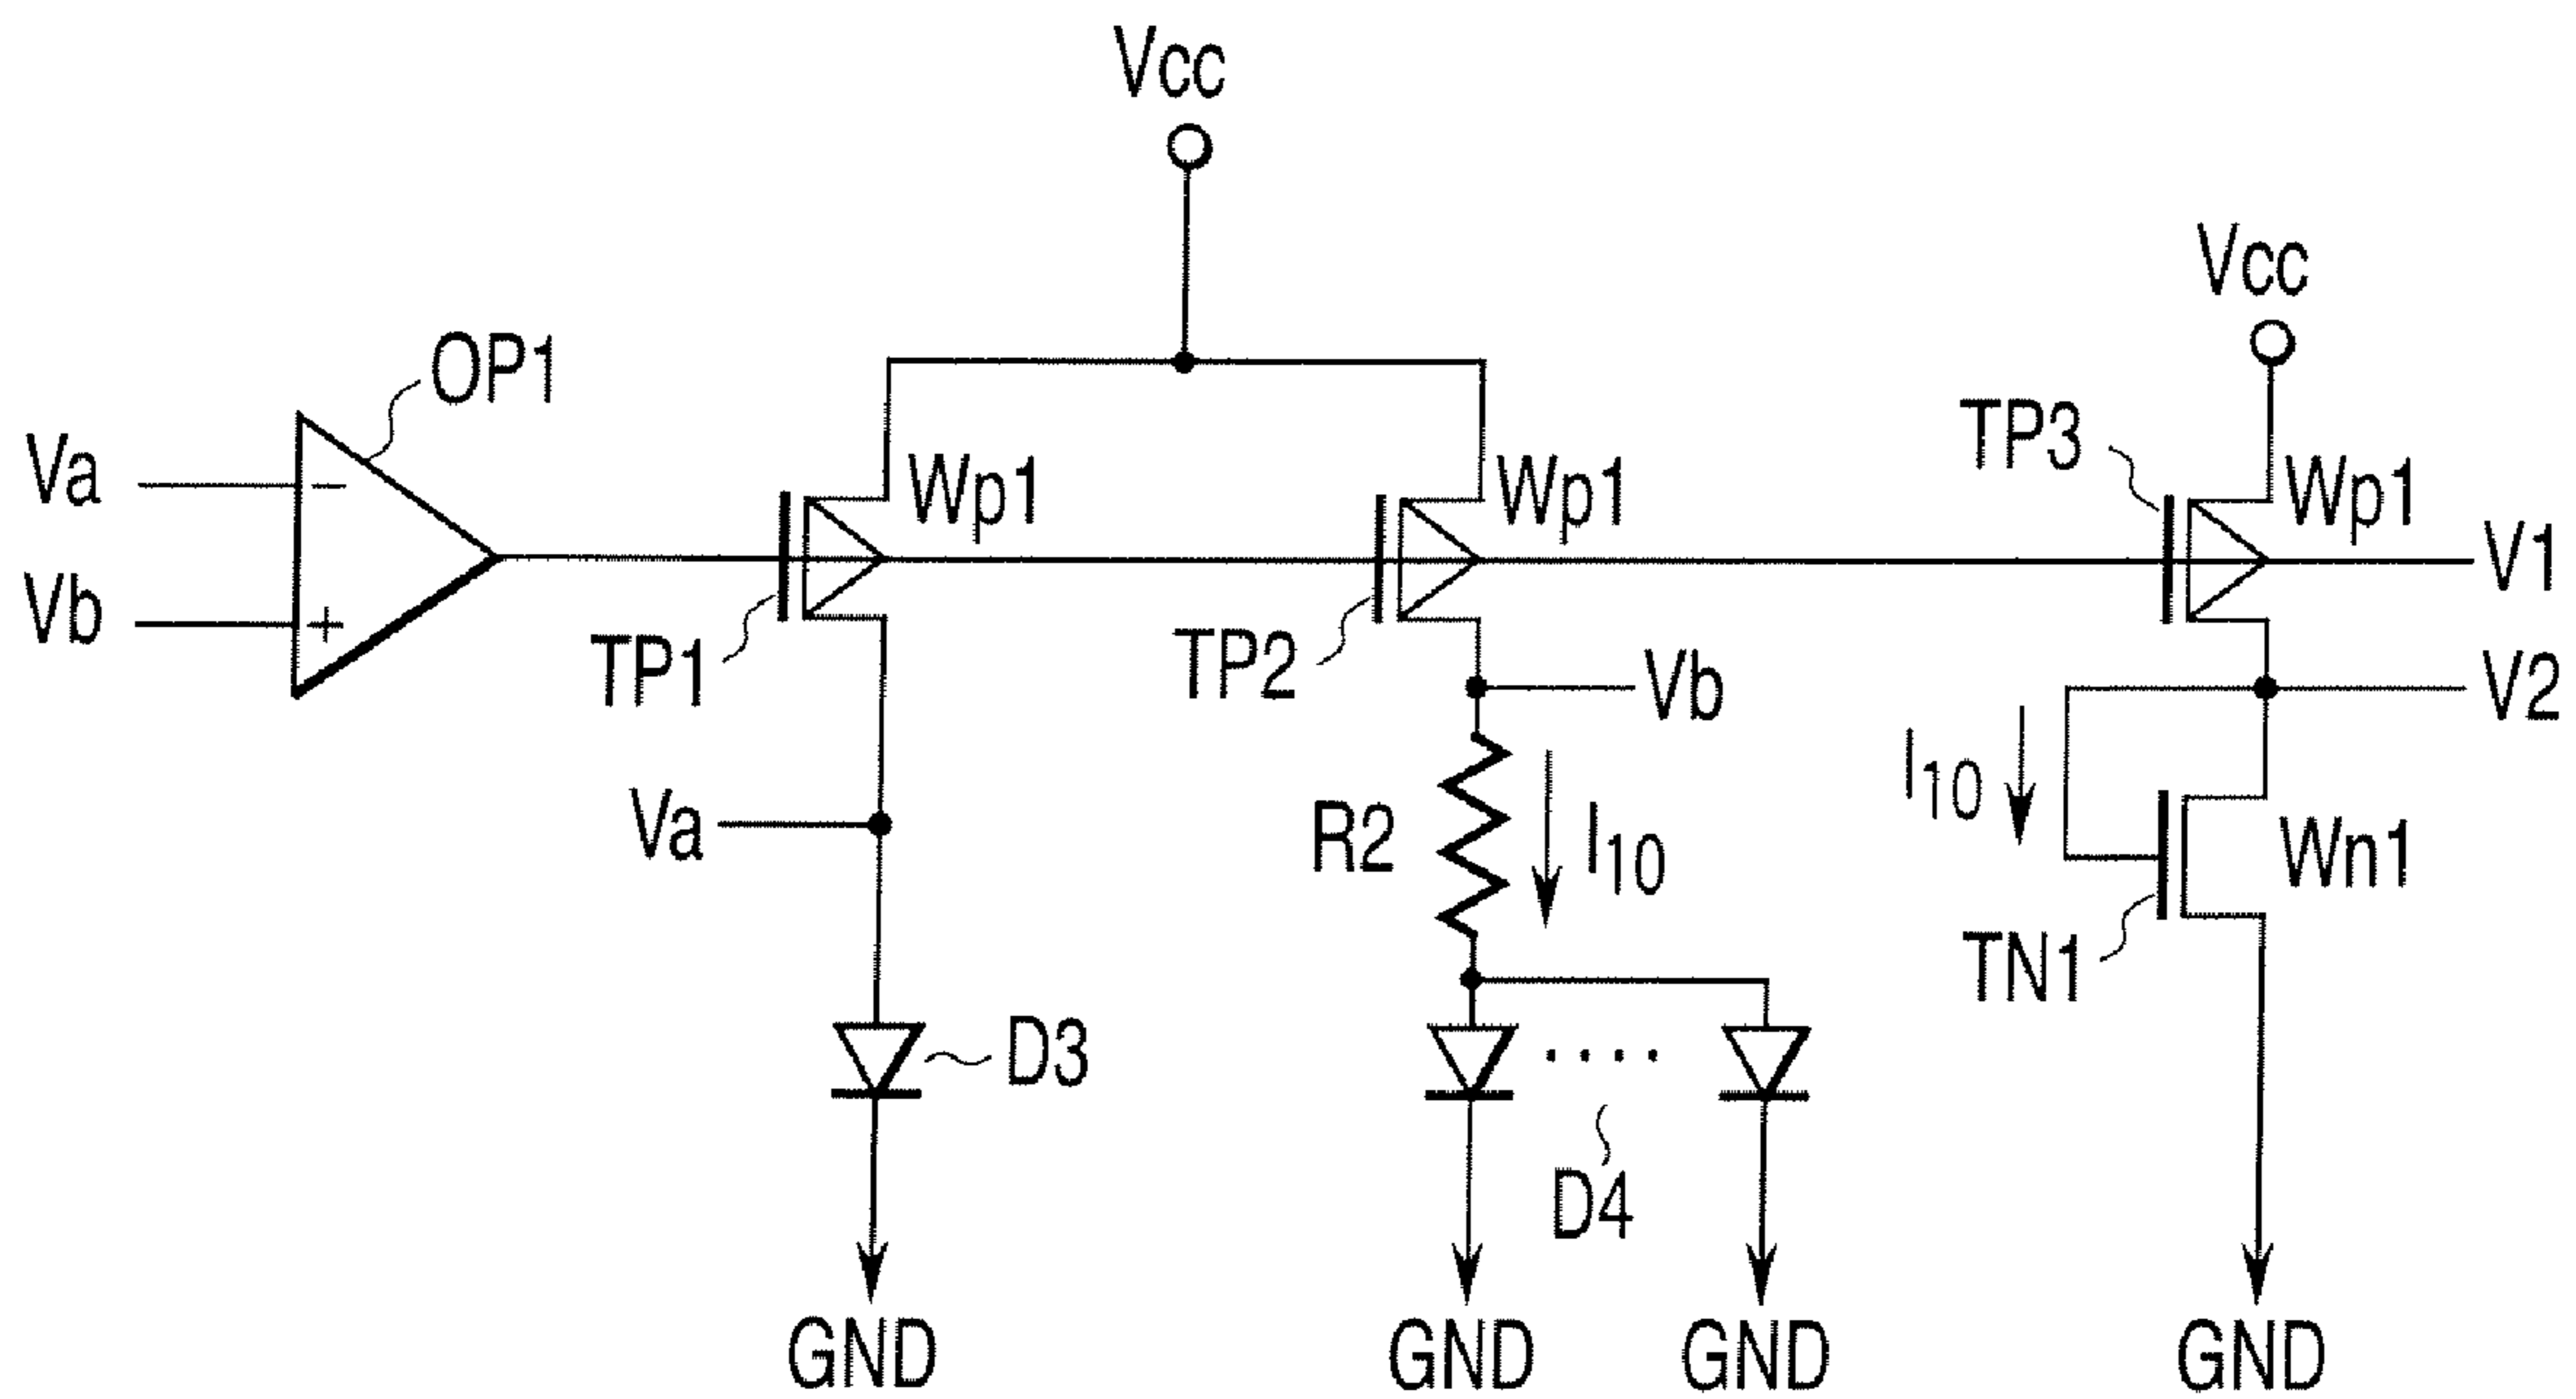 Vcc
Vcc
OP1
TP3
Va
−
Wp1
Wp1
Wp1
V1
Vb
+
TP1
TP2
Vb
V2
I10
Va
R2
I10
Wn1
TN1
D3
D4
GND
GND
GND
GND